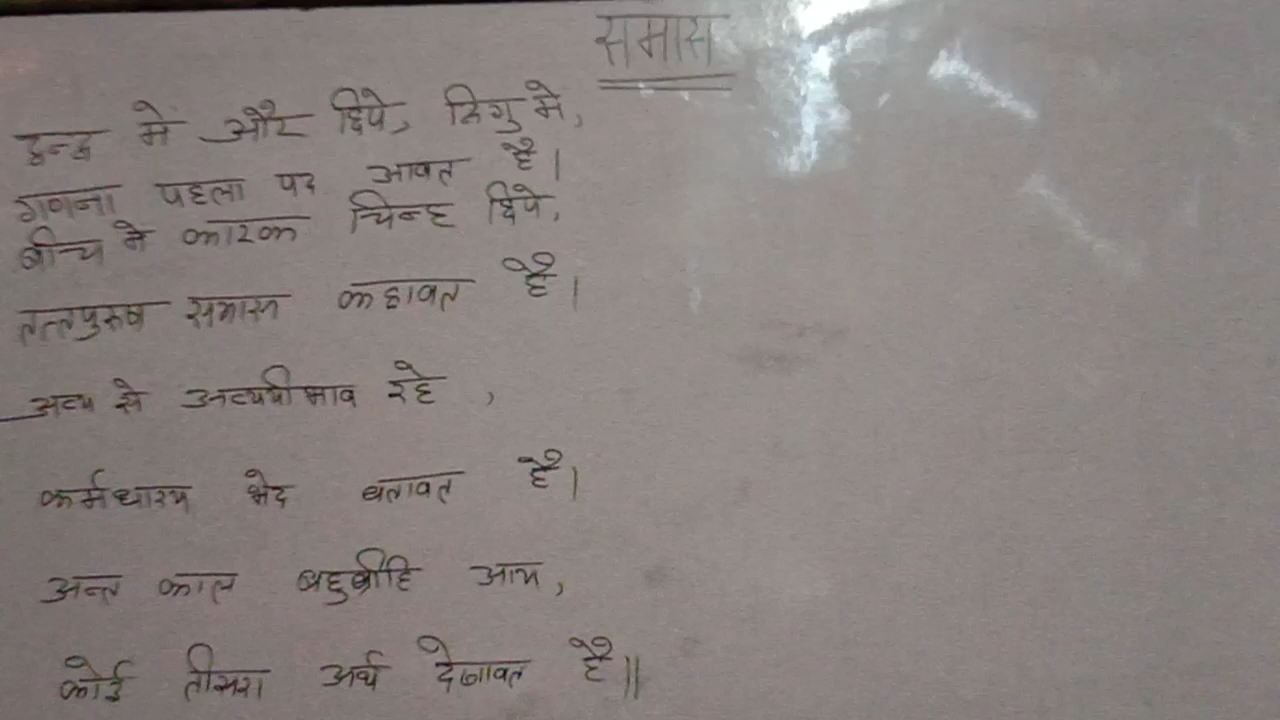 समास
द्वन्द्व में और छिपे, द्विगु मे,
गणना पहला पद आवत है।
बीच मे कारक चिन्ह छिपे,
तत्तपुरुष समास कहावत है।
अव्य से अव्ययीभाव रहे,
कर्मधारय भेद बतावत है।
अन्त काल बहुब्रीहि आय,
कोई तीसरा अर्थ देखावत है॥